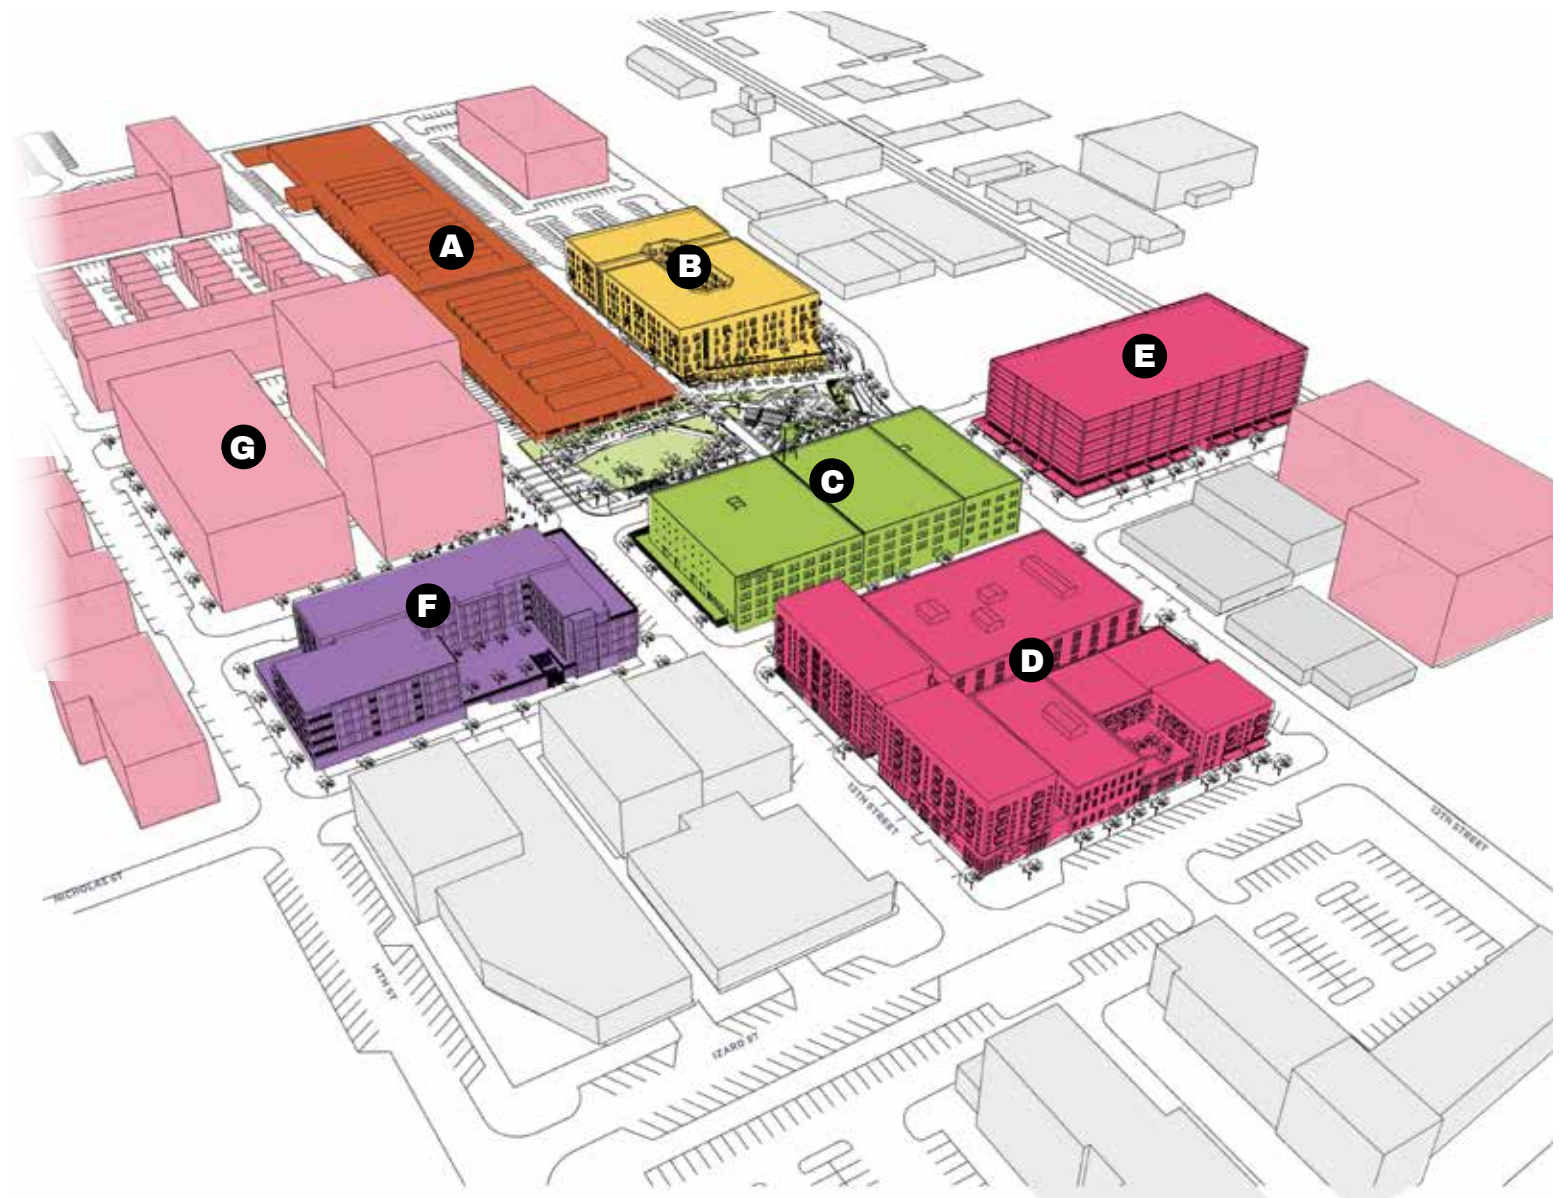 A
B
E
G
C
F
D
13TH STREET
12TH STREET
NICHOLAS ST
14TH ST
IZARD ST